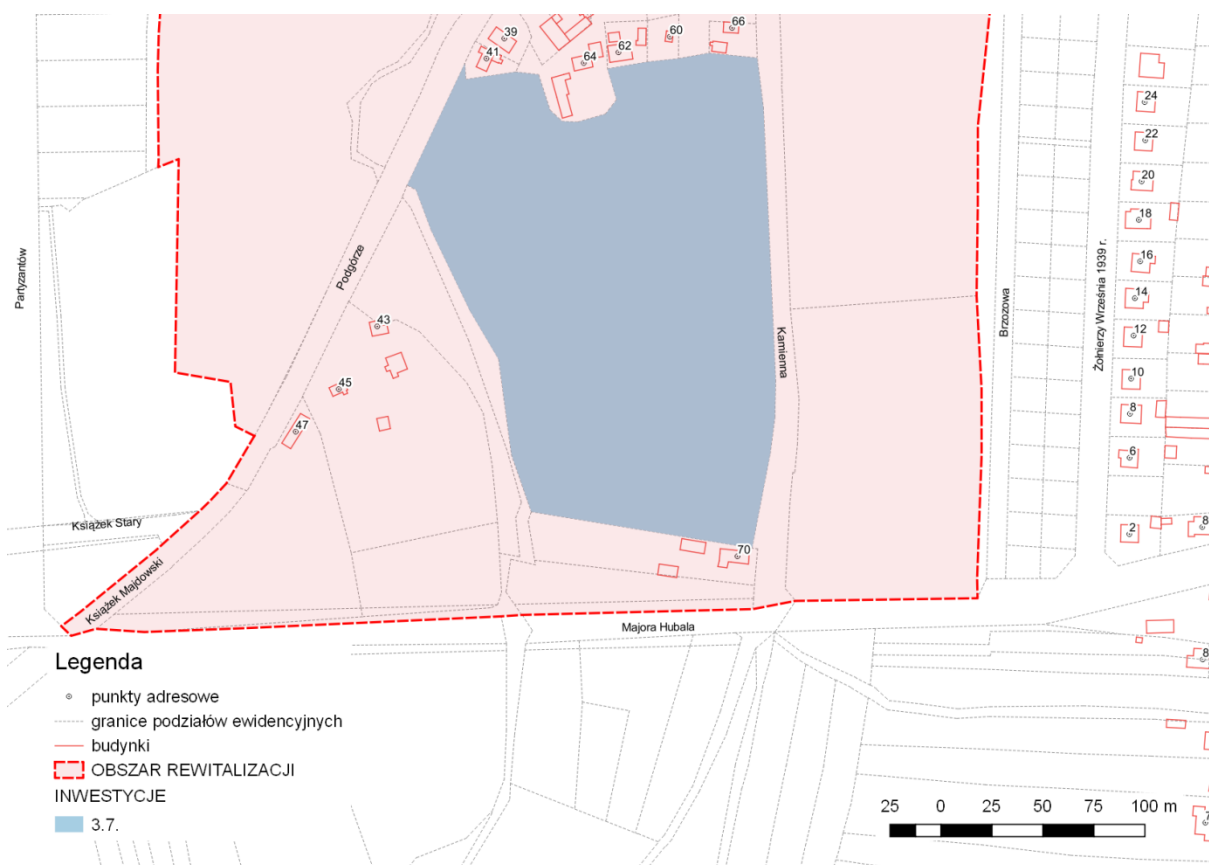 66
39
60
62
41
64
24
22
20
18
16
14
12
10
8
6
2
8
Partyzantów
Podgórze
Kamienna
Brzozowa
Żołnierzy Września 1939 r.
43
45
47
Książek Stary
Książek Majdowski
70
Majora Hubala
8
7
Legenda
punkty adresowe
granice podziałów ewidencyjnych
budynki
OBSZAR REWITALIZACJI
INWESTYCJE
3.7.
25 0 25 50 75 100 m